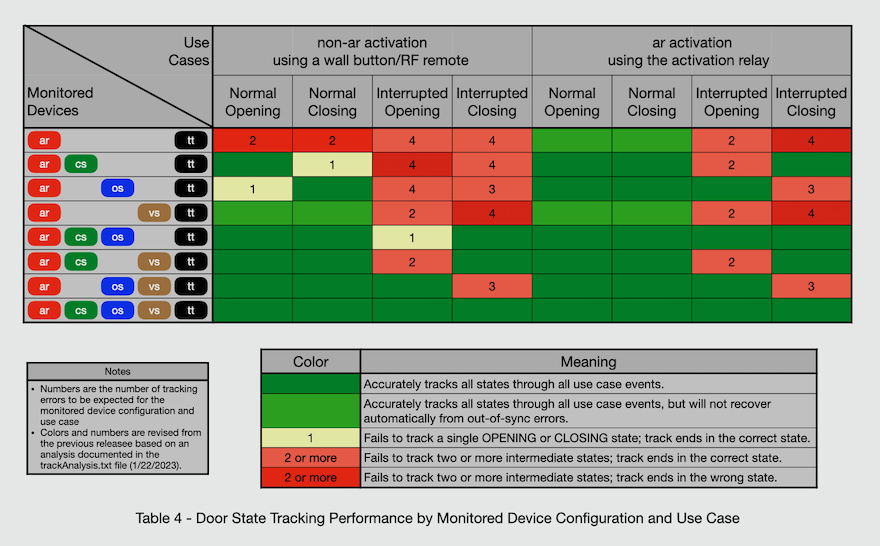 Use
Cases
non-ar activation
using a wall button/RF remote
ar activation
using the activation relay
Monitored
Devices
Normal
Opening
Normal
Closing
Interrupted
Opening
Interrupted
Closing
Normal
Opening
Normal
Closing
Interrupted
Opening
Interrupted
Closing
ar tt 2 2 4 4 2 4
ar cs tt 1 4 4 2
ar os tt 1 4 3 3
ar vs tt 2 4 2 4
ar cs os tt 1
ar cs vs tt 2 2
ar os vs tt 3 3
ar cs os vs tt
Notes
• Numbers are the number of tracking
errors to be expected for the
monitored device configuration and
use case
• Colors and numbers are revised from
the previous releasee based on an
analysis documented in the
trackAnalysis.txt file (1/22/2023).
Color Meaning
Accurately tracks all states through all use case events.
Accurately tracks all states through all use case events, but will not recover
automatically from out-of-sync errors.
1 Fails to track a single OPENING or CLOSING state; track ends in the correct state.
2 or more Fails to track two or more intermediate states; track ends in the correct state.
2 or more Fails to track two or more intermediate states; track ends in the wrong state.
Table 4 - Door State Tracking Performance by Monitored Device Configuration and Use Case